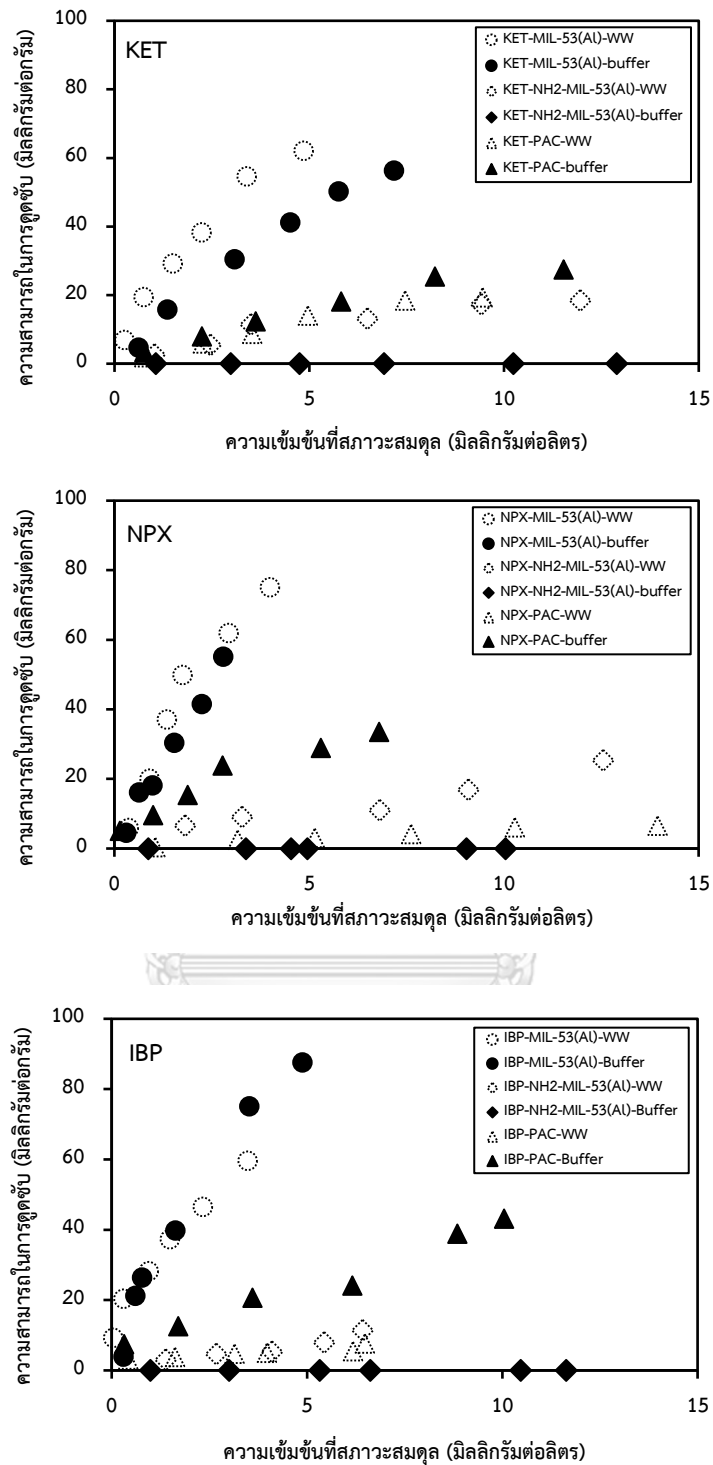 KET
KET-MIL-53(Al)-WW
KET-MIL-53(Al)-buffer
KET-NH2-MIL-53(Al)-WW
KET-NH2-MIL-53(Al)-buffer
KET-PAC-WW
KET-PAC-buffer
ความสามารถในการดูดซับ (มิลลิกรัมต่อกรัม)
100
80
60
40
20
0
0 5 10 15
ความเข้มข้นที่สภาวะสมดุล (มิลลิกรัมต่อลิตร)
NPX
NPX-MIL-53(Al)-WW
NPX-MIL-53(Al)-buffer
NPX-NH2-MIL-53(Al)-WW
NPX-NH2-MIL-53(Al)-buffer
NPX-PAC-WW
NPX-PAC-buffer
ความสามารถในการดูดซับ (มิลลิกรัมต่อกรัม)
100
80
60
40
20
0
0 5 10 15
ความเข้มข้นที่สภาวะสมดุล (มิลลิกรัมต่อลิตร)
IBP
IBP-MIL-53(Al)-WW
IBP-MIL-53(Al)-Buffer
IBP-NH2-MIL-53(Al)-WW
IBP-NH2-MIL-53(Al)-Buffer
IBP-PAC-WW
IBP-PAC-Buffer
ความสามารถในการดูดซับ (มิลลิกรัมต่อกรัม)
100
80
60
40
20
0
0 5 10 15
ความเข้มข้นที่สภาวะสมดุล (มิลลิกรัมต่อลิตร)